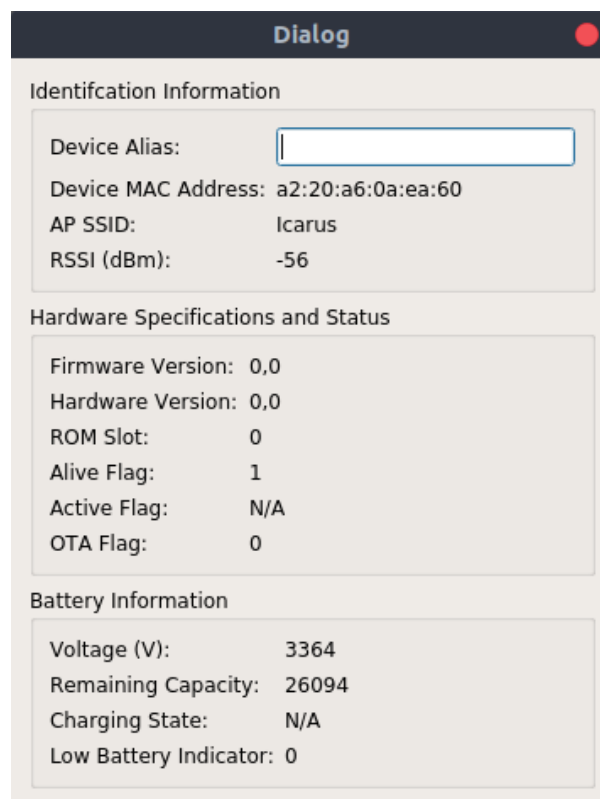 Dialog
Identifcation Information
Device Alias:
Device MAC Address: a2:20:a6:0a:ea:60
AP SSID: Icarus
RSSI (dBm): -56
Hardware Specifications and Status
Firmware Version: 0,0
Hardware Version: 0,0
ROM Slot: 0
Alive Flag: 1
Active Flag: N/A
OTA Flag: 0
Battery Information
Voltage (V): 3364
Remaining Capacity: 26094
Charging State: N/A
Low Battery Indicator: 0